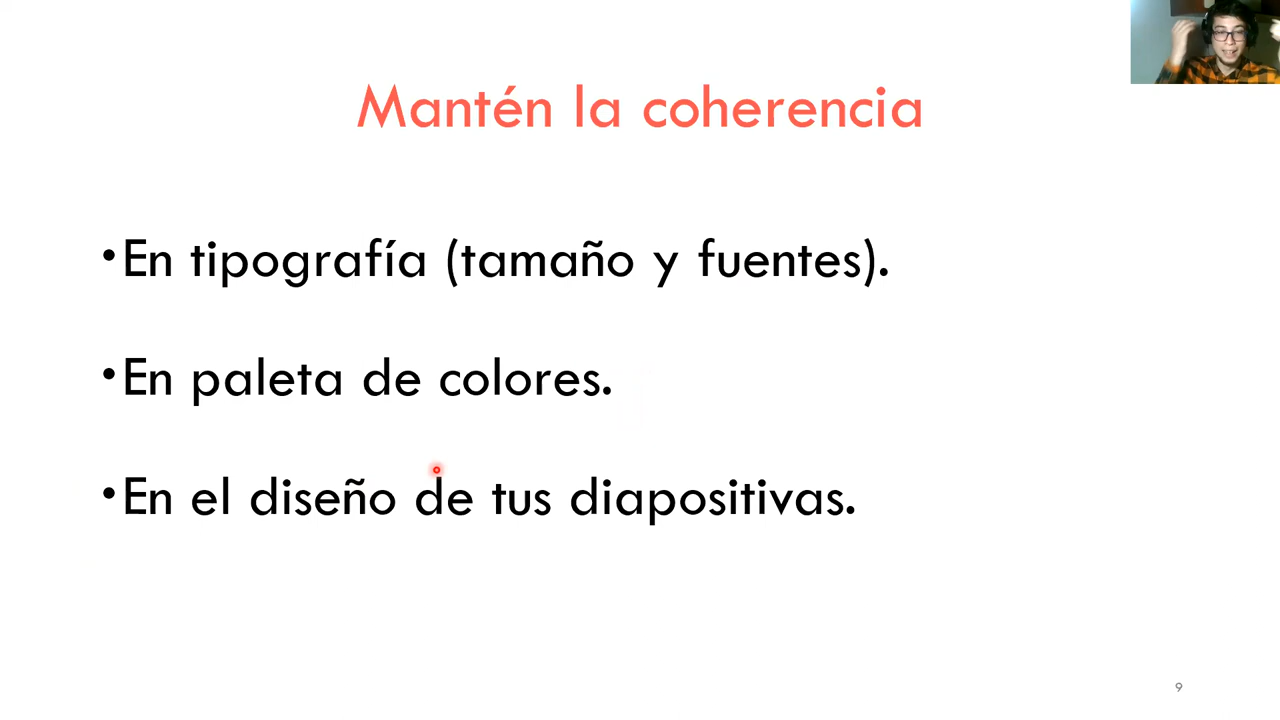 Mantén la coherencia
•En tipografía (tamaño y fuentes).
•En paleta de colores.
•En el diseño de tus diapositivas.
9